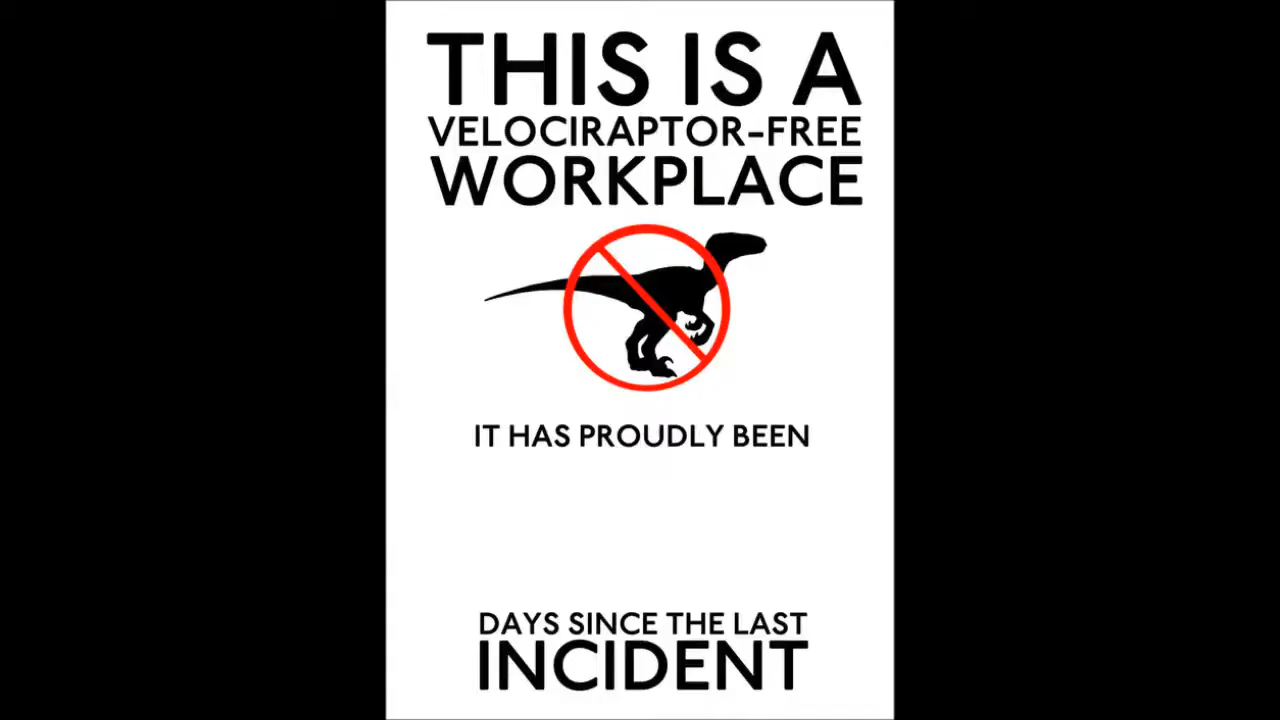 THIS IS A
VELOCIRAPTOR-FREE
WORKPLACE
IT HAS PROUDLY BEEN
DAYS SINCE THE LAST
INCIDENT